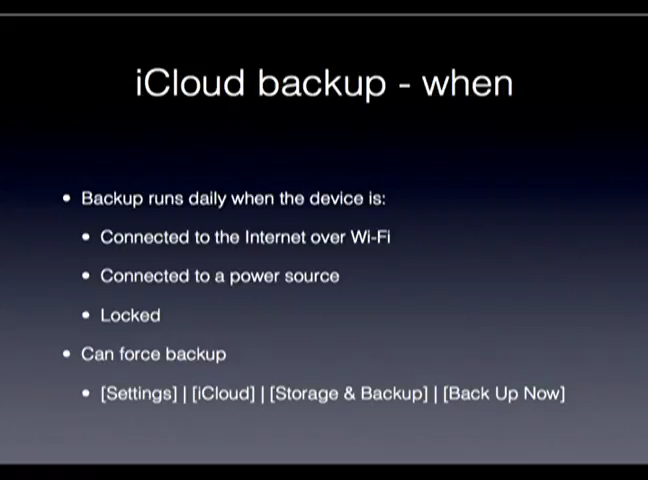 iCloud backup - when
• Backup runs daily when the device is:
• Connected to the Internet over Wi-Fi
• Connected to a power source
• Locked
• Can force backup
• [Settings] | [iCloud] | [Storage & Backup] | [Back Up Now]